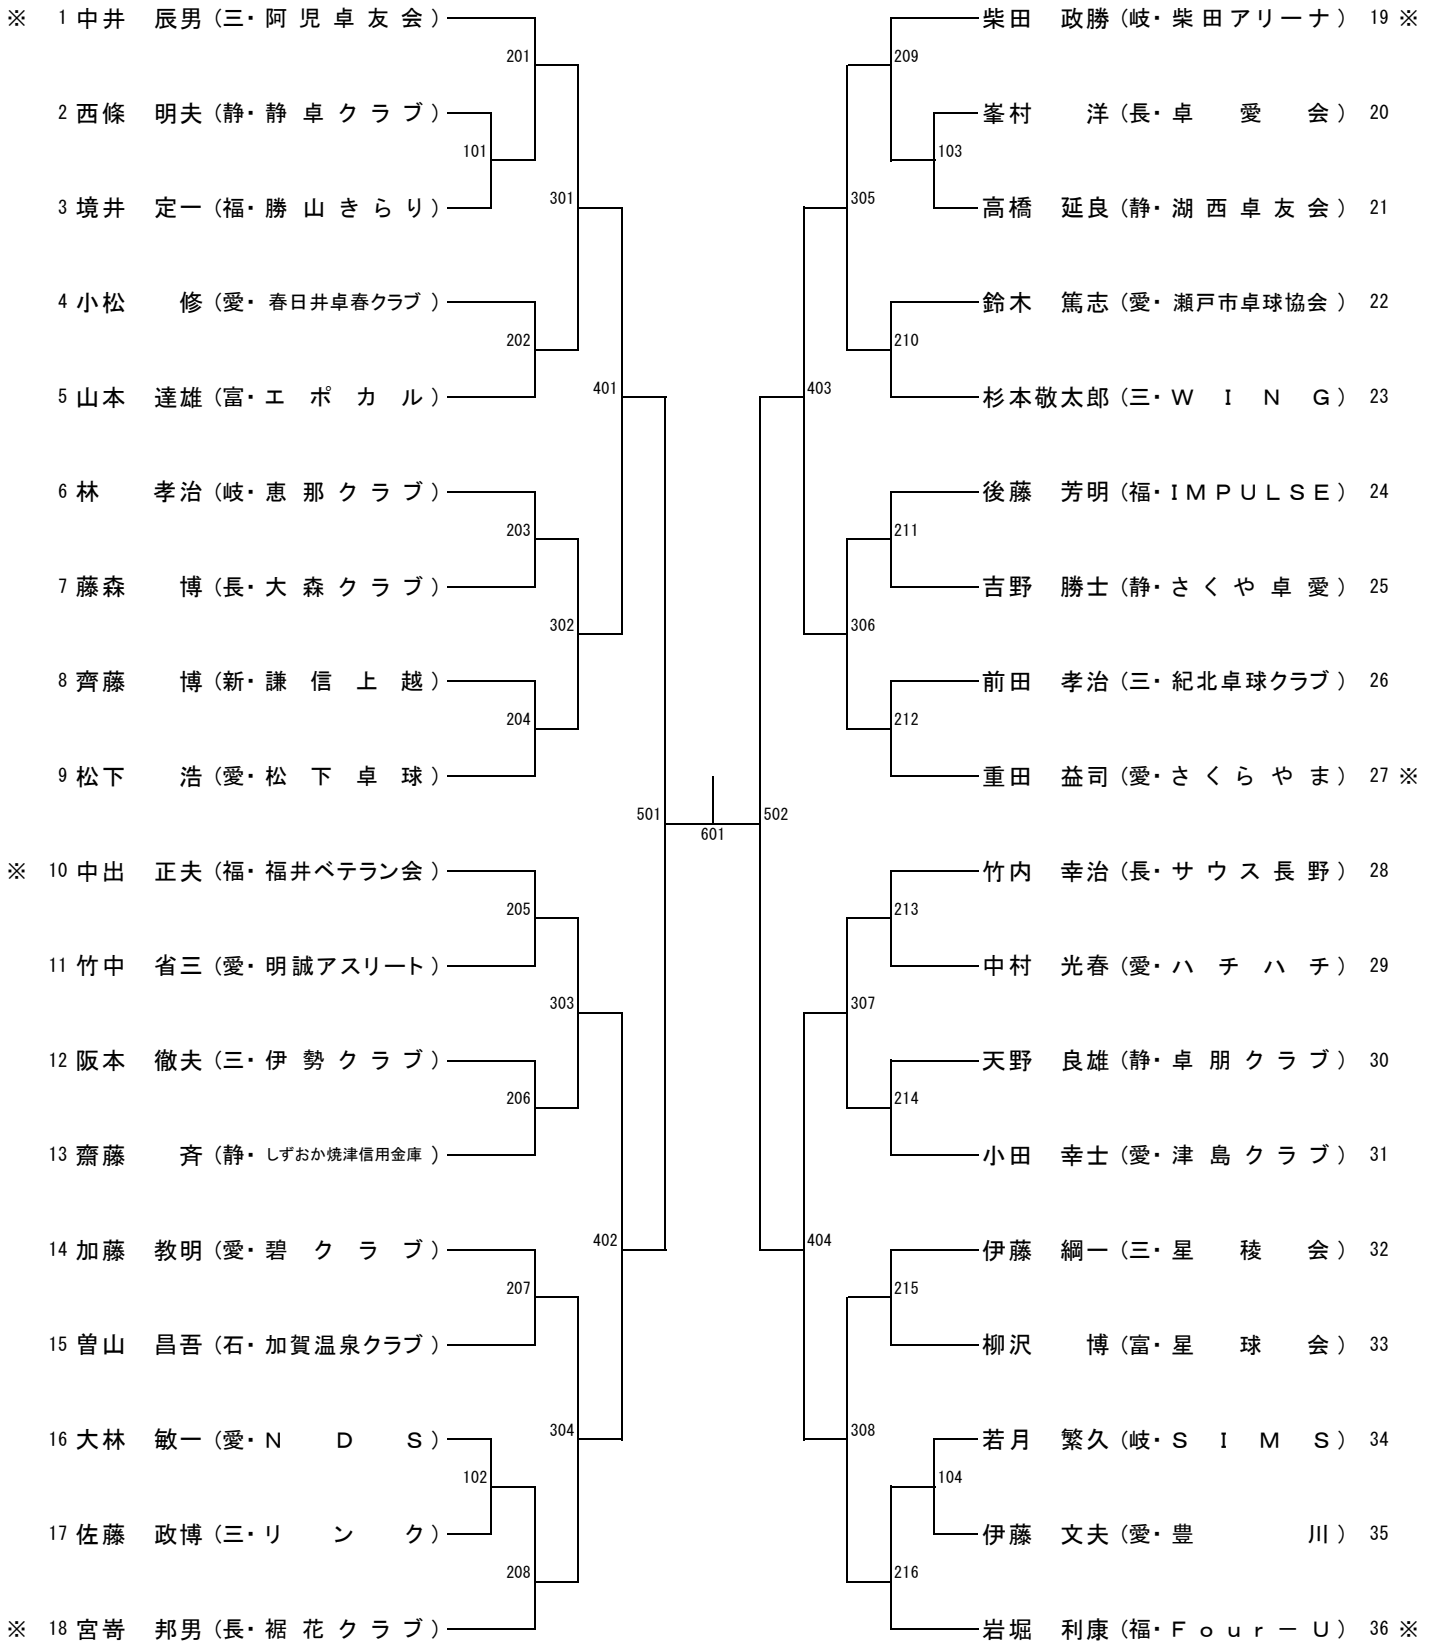 ※ 1 中井 辰男 (三・阿児卓友会)
201
2 西條 明夫 (静・静卓クラブ)
101
3 境井 定一 (福・勝山きらり)
301
4 小松 修 (愛・春日井卓春クラブ)
202
5 山本 達雄 (富・エポカル)
401
6 林 孝治 (岐・恵那クラブ)
203
7 藤森 博 (長・大森クラブ)
302
8 齊藤 博 (新・謙信上越)
204
9 松下 浩 (愛・松下卓球)
501
※ 10 中出 正夫 (福・福井ベテラン会)
205
11 竹中 省三 (愛・明誠アスリート)
303
12 阪本 徹夫 (三・伊勢クラブ)
206
13 齋藤 斉 (静・しずおか焼津信用金庫)
402
14 加藤 教明 (愛・碧クラブ)
207
15 曽山 昌吾 (石・加賀温泉クラブ)
304
16 大林 敏一 (愛・NDS)
102
17 佐藤 政博 (三・リンク)
208
※ 18 宮嵜 邦男 (長・裾花クラブ)
601
柴田 政勝 (岐・柴田アリーナ) 19 ※
209
峯村 洋 (長・卓愛会) 20
103
高橋 延良 (静・湖西卓友会) 21
305
鈴木 篤志 (愛・瀬戸市卓球協会) 22
210
杉本敬太郎 (三・WING) 23
403
後藤 芳明 (福・IMPULSE) 24
211
吉野 勝士 (静・さくや卓愛) 25
306
前田 孝治 (三・紀北卓球クラブ) 26
212
重田 益司 (愛・さくらやま) 27 ※
502
竹内 幸治 (長・サウス長野) 28
213
中村 光春 (愛・ハチハチ) 29
307
天野 良雄 (静・卓朋クラブ) 30
214
小田 幸士 (愛・津島クラブ) 31
404
伊藤 綱一 (三・星稜会) 32
215
柳沢 博 (富・星球会) 33
308
若月 繁久 (岐・SIMS) 34
104
伊藤 文夫 (愛・豊川) 35
216
岩堀 利康 (福・Four－U) 36 ※